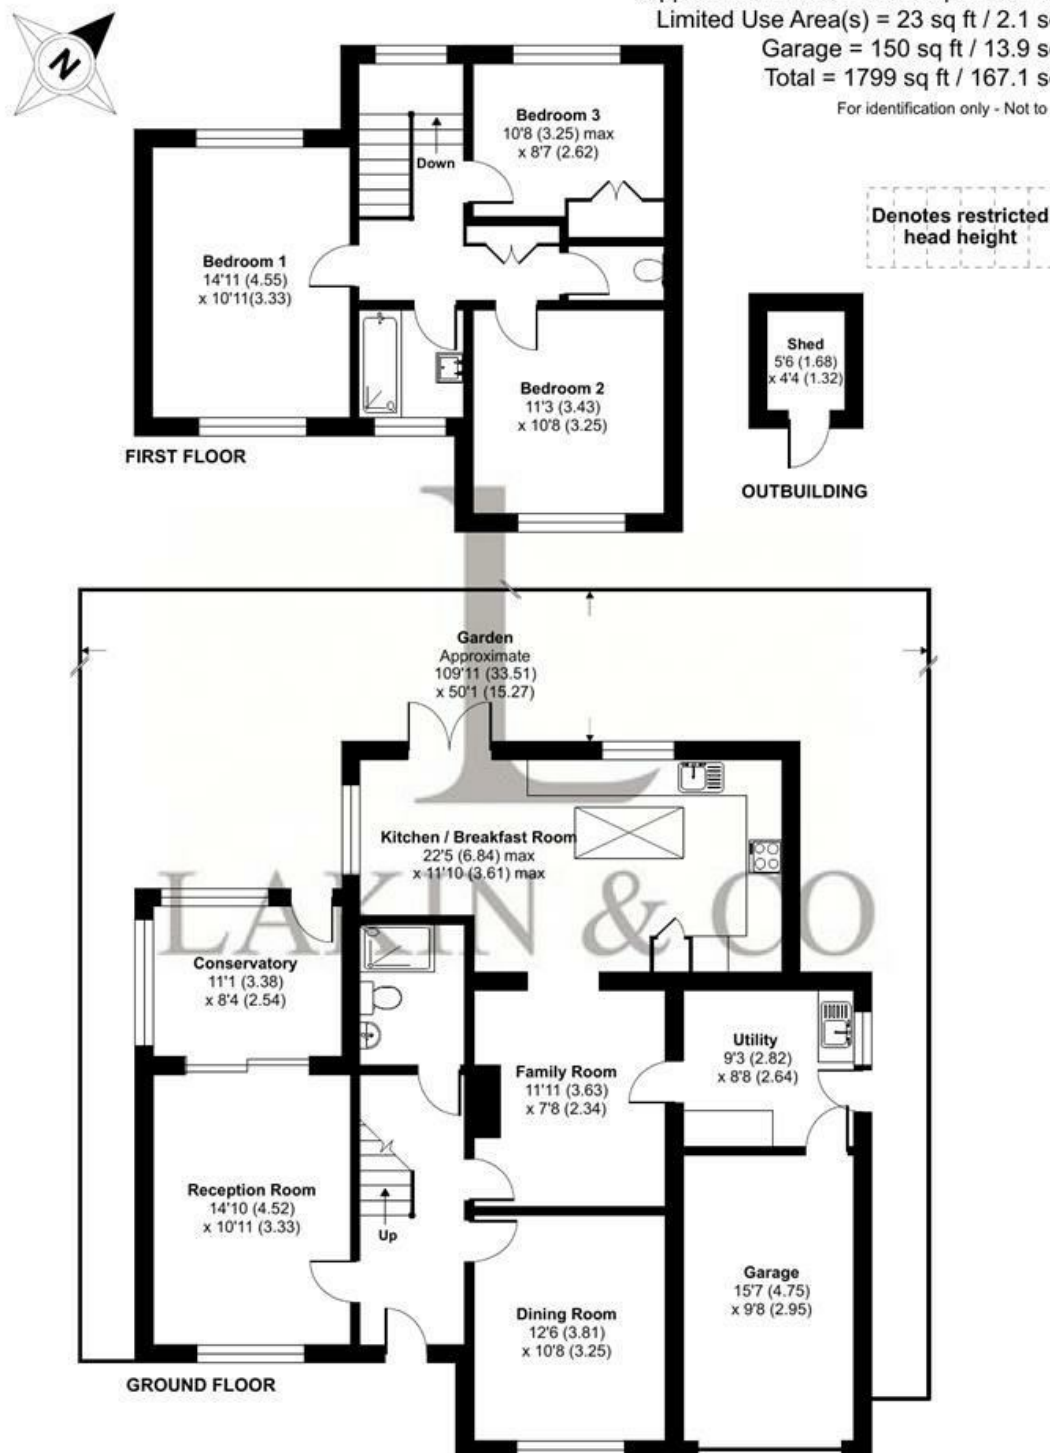 Limited Use Area(s) = 23 sq ft / 2.1
Garage = 150 sq ft / 13.9
Total = 1799 sq ft / 167.1
For identification only - Not to
N
Bedroom 3
10'8 (3.25) max
x 8'7 (2.62)
Down
Denotes restricted
head height
Bedroom 1
14'11 (4.55)
x 10'11(3.33)
Shed
5'6 (1.68)
x 4'4 (1.32)
Bedroom 2
11'3 (3.43)
x 10'8 (3.25)
FIRST FLOOR
OUTBUILDING
L
Garden
Approximate
109'11 (33.51)
x 50'1 (15.27)
Kitchen / Breakfast Room
22'5 (6.84) max
x 11'10 (3.61) max
LAKIN & CO
Conservatory
11'1 (3.38)
x 8'4 (2.54)
Utility
9'3 (2.82)
x 8'8 (2.64)
Family Room
11'11 (3.63)
x 7'8 (2.34)
Reception Room
14'10 (4.52)
x 10'11 (3.33)
Up
Garage
15'7 (4.75)
x 9'8 (2.95)
Dining Room
12'6 (3.81)
x 10'8 (3.25)
GROUND FLOOR